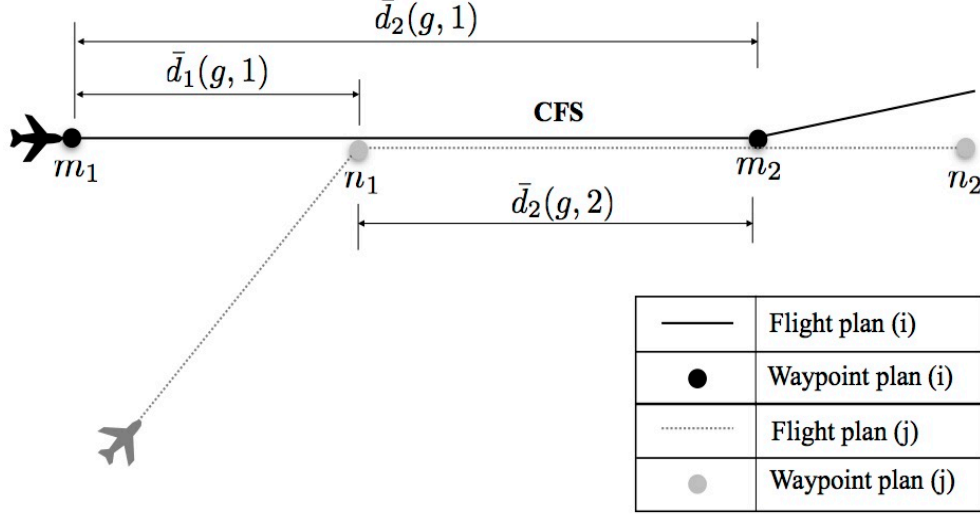 d̄₂(g, 1)
d̄₁(g, 1)
CFS
m₁
n₁
m₂
n₂
d̄₂(g, 2)
Flight plan (i)
Waypoint plan (i)
Flight plan (j)
Waypoint plan (j)